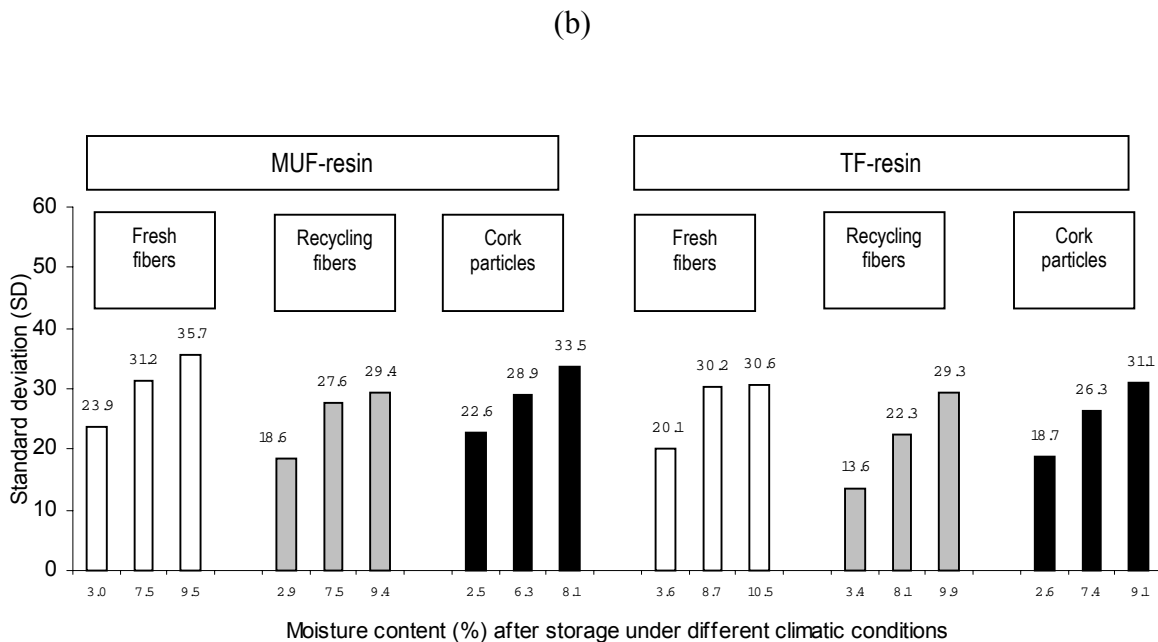 (b)
MUF-resin TF-resin
Fresh fibers Recycling fibers Cork particles Fresh fibers Recycling fibers Cork particles
Standard deviation (SD)
60
50
40
30
20
10
0
23.9 31.2 35.7 18.6 27.6 29.4 22.6 28.9 33.5 20.1 30.2 30.6 13.6 22.3 29.3 18.7 26.3 31.1
3.0 7.5 9.5 2.9 7.5 9.4 2.5 6.3 8.1 3.6 8.7 10.5 3.4 8.1 9.9 2.6 7.4 9.1
Moisture content (%) after storage under different climatic conditions